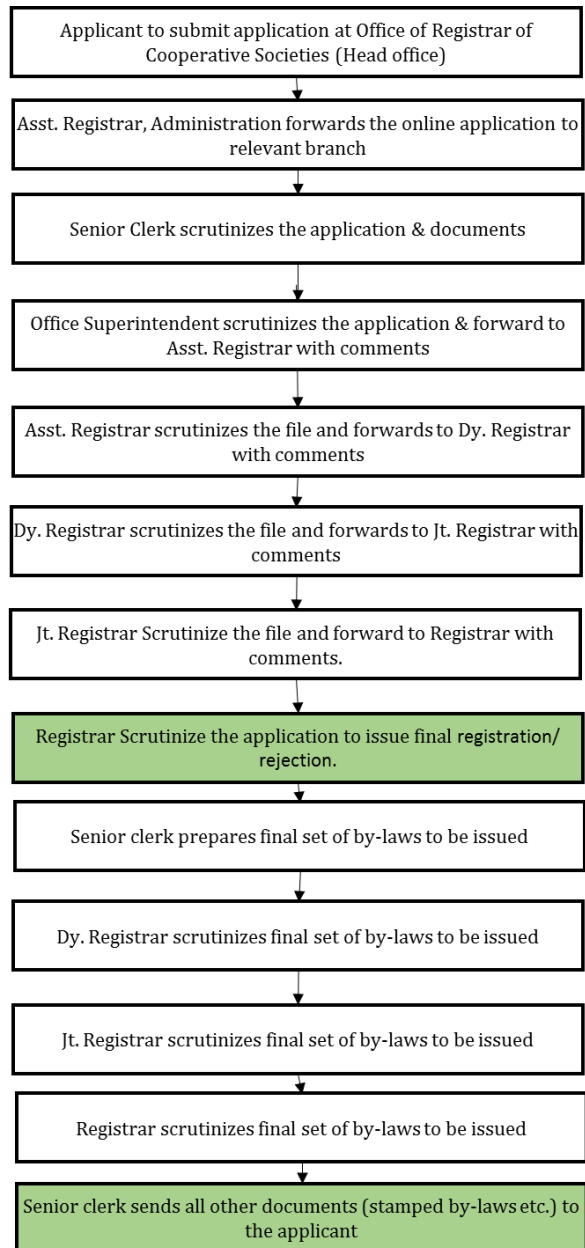 Applicant to submit application at Office of Registrar of
Cooperative Societies (Head office)
Asst. Registrar, Administration forwards the online application to
relevant branch
Senior Clerk scrutinizes the application & documents
Office Superintendent scrutinizes the application & forward to
Asst. Registrar with comments
Asst. Registrar scrutinizes the file and forwards to Dy. Registrar
with comments
Dy. Registrar scrutinizes the file and forwards to Jt. Registrar with
comments
Jt. Registrar Scrutinize the file and forward to Registrar with
comments.
Registrar Scrutinize the application to issue final registration/
rejection.
Senior clerk prepares final set of by-laws to be issued
Dy. Registrar scrutinizes final set of by-laws to be issued
Jt. Registrar scrutinizes final set of by-laws to be issued
Registrar scrutinizes final set of by-laws to be issued
Senior clerk sends all other documents (stamped by-laws etc.) to
the applicant